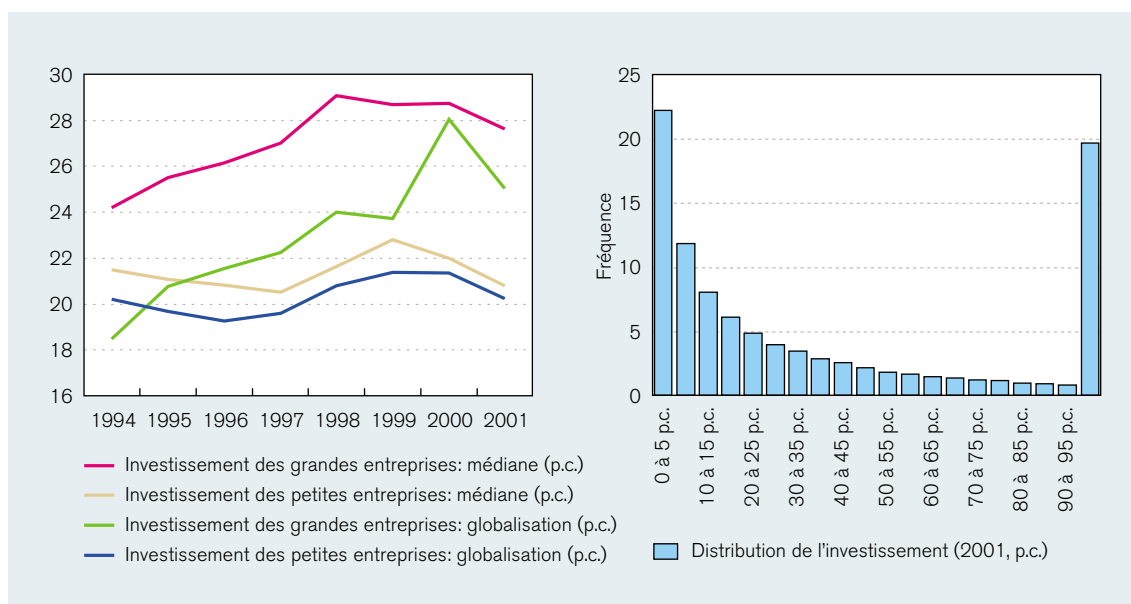 30
28
26
24
22
20
18
16
1994 1995 1996 1997 1998 1999 2000 2001
Investissement des grandes entreprises: médiane (p.c.)
Investissement des petites entreprises: médiane (p.c.)
Investissement des grandes entreprises: globalisation (p.c.)
Investissement des petites entreprises: globalisation (p.c.)
Fréquence
25
20
15
10
5
0
0 à 5 p.c.
10 à 15 p.c.
20 à 25 p.c.
30 à 35 p.c.
40 à 45 p.c.
50 à 55 p.c.
60 à 65 p.c.
70 à 75 p.c.
80 à 85 p.c.
90 à 95 p.c.
Distribution de l'investissement (2001, p.c.)